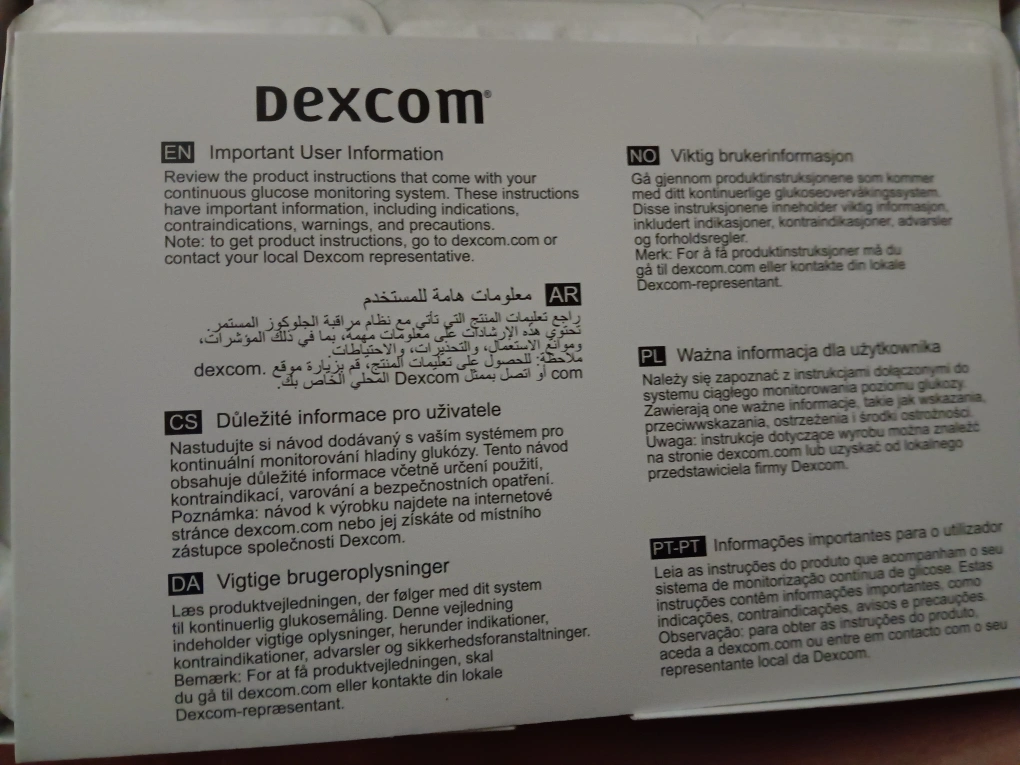 Dexcom®
EN Important User Information
Review the product instructions that come with your
continuous glucose monitoring system. These instructions
have important information, including indications,
contraindications, warnings, and precautions.
Note: to get product instructions, go to dexcom.com or
contact your local Dexcom representative.
AR معلومات هامة للمستخدم
راجع تعليمات المنتج التي تأتي مع نظام مراقبة الجلوكوز المستمر.
تحتوي هذه الإرشادات على معلومات مهمة، بما في ذلك المؤشرات،
وموانع الاستعمال، والتحذيرات، والاحتياطات.
ملاحظة: للحصول على تعليمات المنتج، قم بزيارة موقع dexcom.
com أو اتصل بممثل Dexcom المحلي الخاص بك.
CS Důležité informace pro uživatele
Nastudujte si návod dodávaný s vaším systémem pro
kontinuální monitorování hladiny glukózy. Tento návod
obsahuje důležité informace včetně určení použití,
kontraindikací, varování a bezpečnostních opatření.
Poznámka: návod k výrobku najdete na internetové
stránce dexcom.com nebo jej získáte od místního
zástupce společnosti Dexcom.
DA Vigtige brugeroplysninger
Læs produktvejledningen, der følger med dit system
til kontinuerlig glukosemåling. Denne vejledning
indeholder vigtige oplysninger, herunder indikationer,
kontraindikationer, advarsler og sikkerhedsforanstaltninger.
Bemærk: For at få produktvejledningen, skal
du gå til dexcom.com eller kontakte din lokale
Dexcom-repræsentant.
NO Viktig brukerinformasjon
Gå gjennom produktinstruksjonene som kommer
med ditt kontinuerlige glukoseovervåkingssystem.
Disse instruksjonene inneholder viktig informasjon,
inkludert indikasjoner, kontraindikasjoner, advarsler
og forholdsregler.
Merk: For å få produktinstruksjoner må du
gå til dexcom.com eller kontakte din lokale
Dexcom-representant.
PL Ważna informacja dla użytkownika
Należy się zapoznać z instrukcjami dołączonymi do
systemu ciągłego monitorowania poziomu glukozy.
Zawierają one ważne informacje, takie jak wskazania,
przeciwwskazania, ostrzeżenia i środki ostrożności.
Uwaga: instrukcje dotyczące wyrobu można znaleźć
na stronie dexcom.com lub uzyskać od lokalnego
przedstawiciela firmy Dexcom.
PT-PT Informações importantes para o utilizador
Leia as instruções do produto que acompanham o seu
sistema de monitorização contínua de glicose. Estas
instruções contêm informações importantes, como
indicações, contraindicações, avisos e precauções.
Observação: para obter as instruções do produto,
aceda a dexcom.com ou entre em contacto com o seu
representante local da Dexcom.